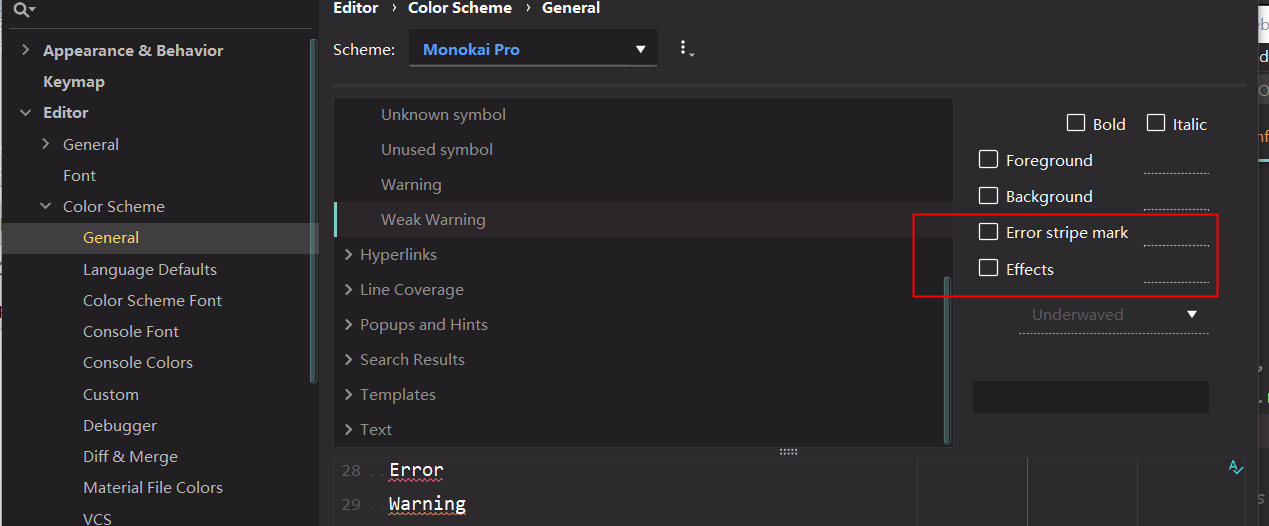 Editor › Color Scheme › General
Appearance & Behavior
Keymap
Editor
General
Font
Color Scheme
General
Language Defaults
Color Scheme Font
Console Font
Console Colors
Custom
Debugger
Diff & Merge
Material File Colors
VCS
Scheme: Monokai Pro
Unknown symbol
Unused symbol
Warning
Weak Warning
Hyperlinks
Line Coverage
Popups and Hints
Search Results
Templates
Text
Bold Italic
Foreground
Background
Error stripe mark
Effects
Underwaved
28 Error
29 Warning